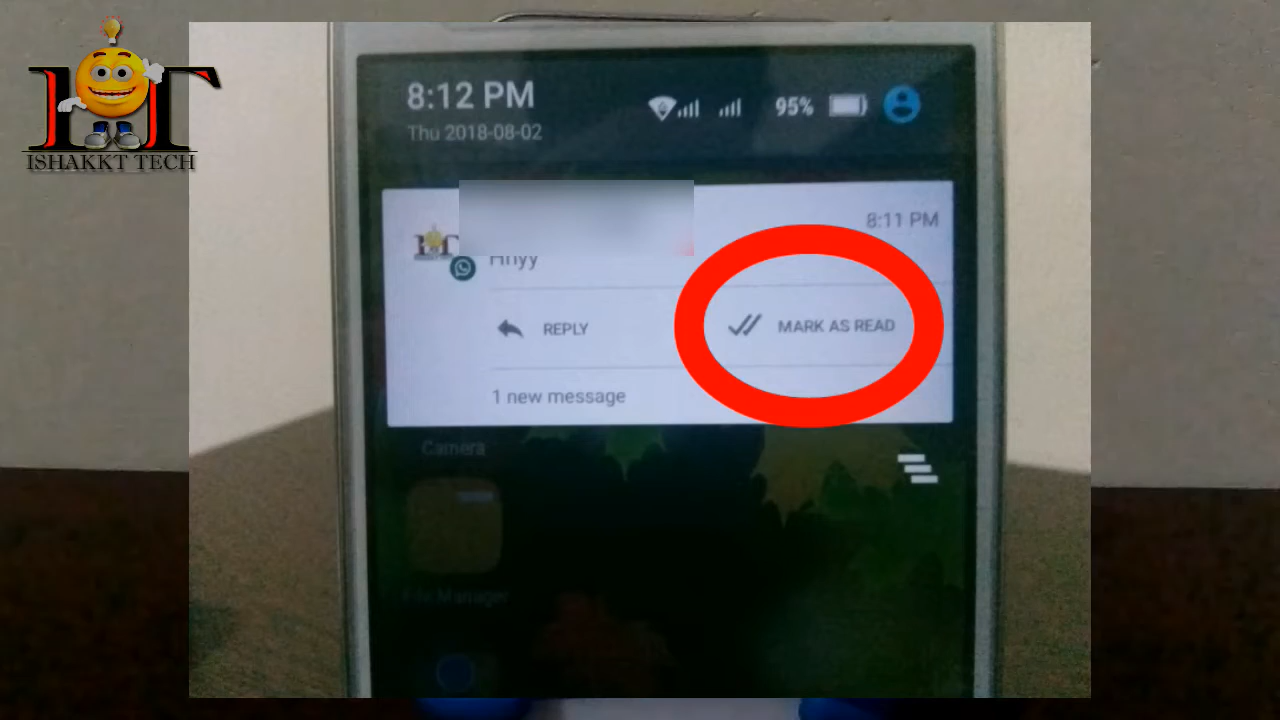 ISHAKKT TECH
8:12 PM
95%
Thu 2018-08-02
8:11 PM
REPLY
MARK AS READ
1 new message
Camera
File Manager